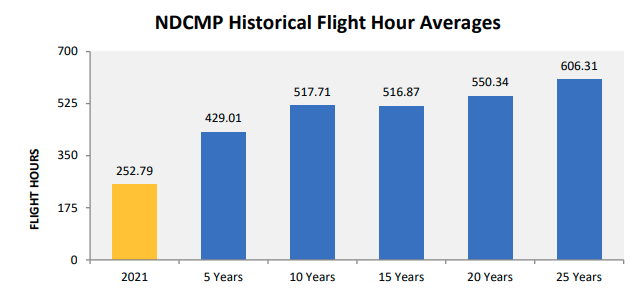 NDCMP Historical Flight Hour Averages
FLIGHT HOURS
700
525
350
175
0
252.79
429.01
517.71
516.87
550.34
606.31
2021
5 Years
10 Years
15 Years
20 Years
25 Years